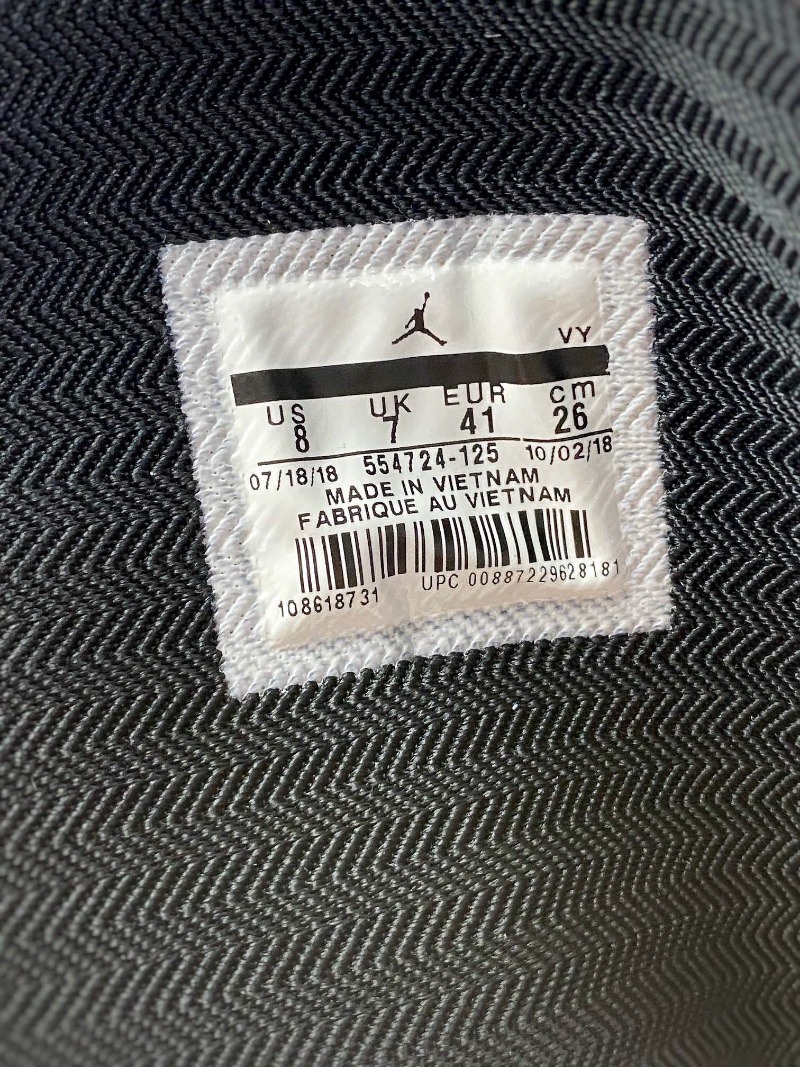 VY
US UK EUR cm
8 7 41 26
07/18/18 554724-125 10/02/18
MADE IN VIETNAM
FABRIQUE AU VIETNAM
108618731 UPC 00887229628181